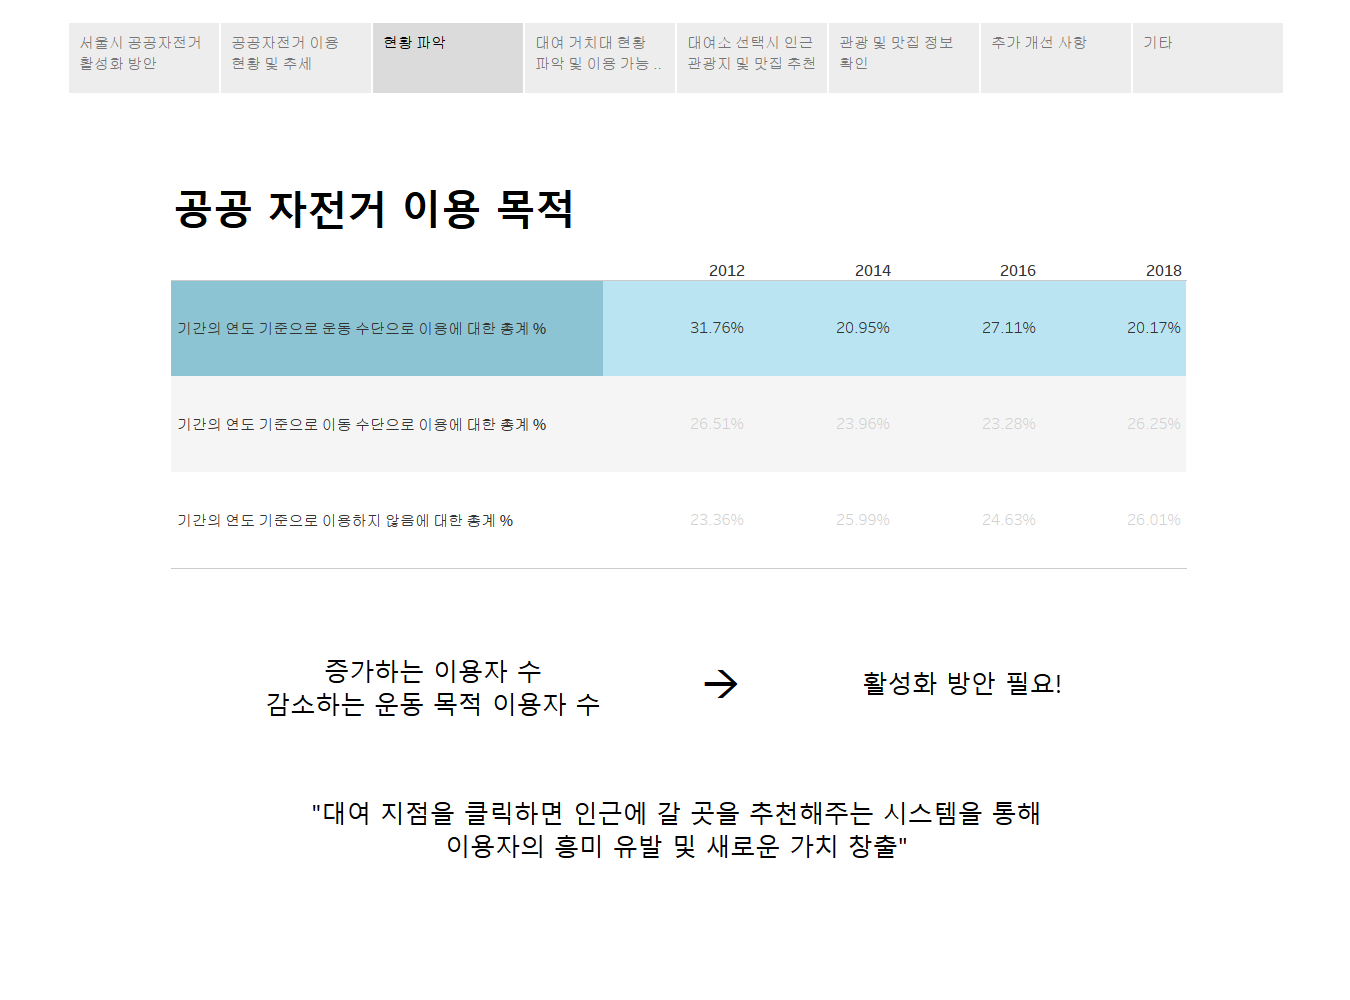 서울시 공공자전거
활성화 방안
공공자전거 이용
현황 및 추세
현황 파악
대여 거치대 현황
파악 및 이용 가능 ..
대여소 선택시 인근
관광지 및 맛집 추천
관광 및 맛집 정보
확인
추가 개선 사항
기타
공공 자전거 이용 목적
2012 2014 2016 2018
기간의 연도 기준으로 운동 수단으로 이용에 대한 총계 % 31.76% 20.95% 27.11% 20.17%
기간의 연도 기준으로 이동 수단으로 이용에 대한 총계 % 26.51% 23.96% 23.28% 26.25%
기간의 연도 기준으로 이용하지 않음에 대한 총계 % 23.36% 25.99% 24.63% 26.01%
증가하는 이용자 수
감소하는 운동 목적 이용자 수
→
활성화 방안 필요!
"대여 지점을 클릭하면 인근에 갈 곳을 추천해주는 시스템을 통해
이용자의 흥미 유발 및 새로운 가치 창출"